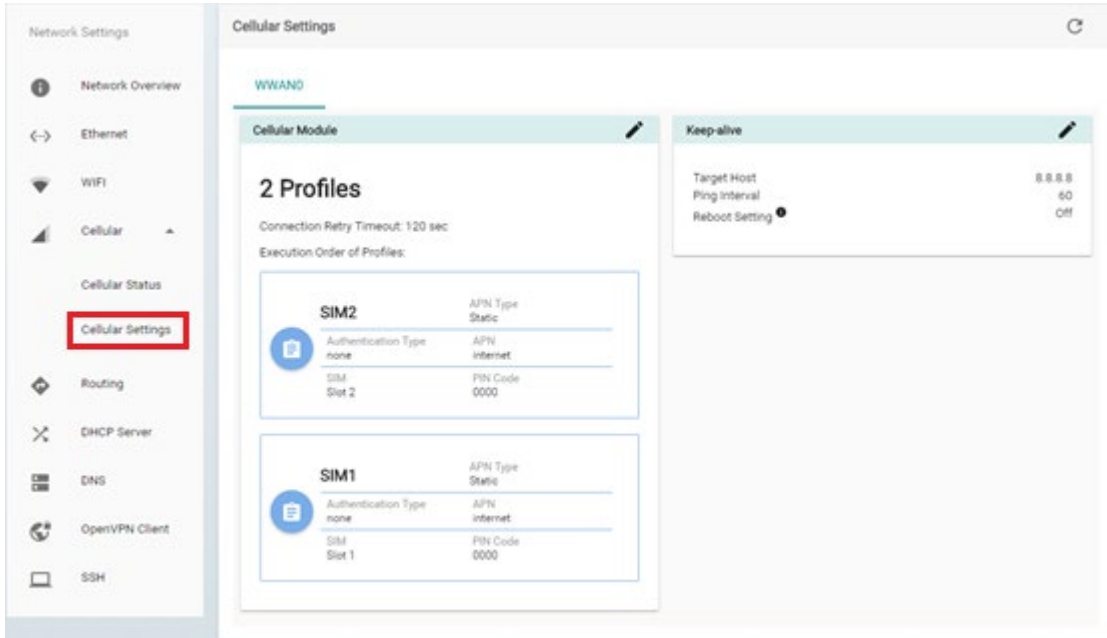 Network Settings
Network Overview
Ethernet
WIFI
Cellular
Cellular Status
Cellular Settings
Routing
DHCP Server
DNS
OpenVPN Client
SSH
Cellular Settings
WWAN0
Cellular Module
2 Profiles
Connection Retry Timeout: 120 sec
Execution Order of Profiles:
SIM2
APN Type
Static
Authentication Type
none
APN
internet
SIM
Slot 2
PIN Code
0000
SIM1
APN Type
Static
Authentication Type
none
APN
internet
SIM
Slot 1
PIN Code
0000
Keep-alive
Target Host 8.8.8.8
Ping Interval 60
Reboot Setting Off